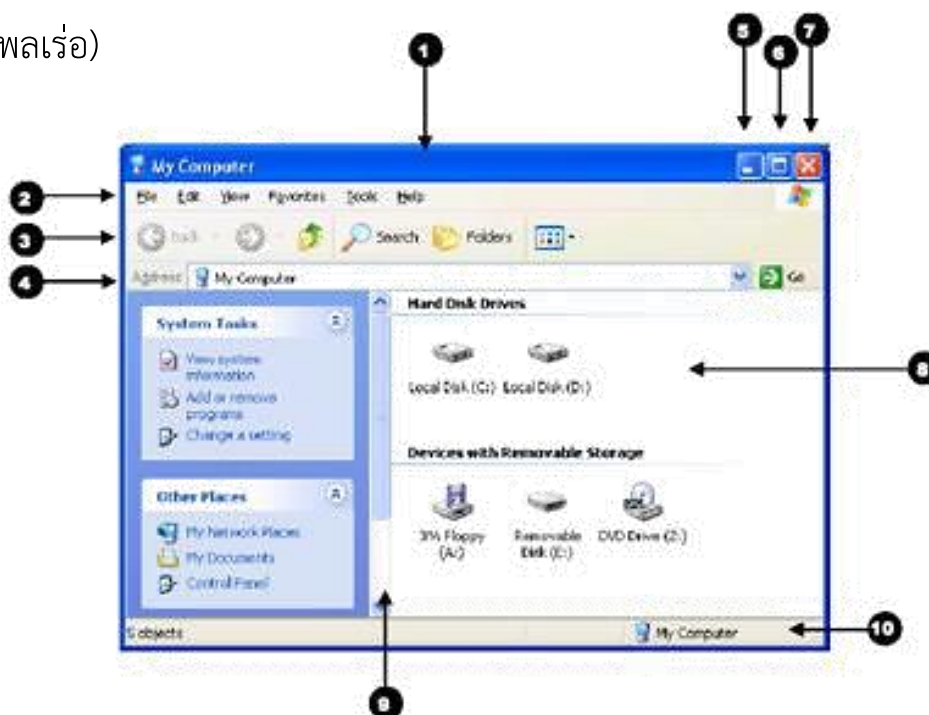 พลเร่อ)
1
5
6
7
My Computer
2
File Edit View Favorites Tools Help
3
Back Search Folders
4
Address My Computer Go
System Tasks
View system
information
Add or remove
programs
Change a setting
Other Places
My Network Places
My Documents
Control Panel
Hard Disk Drives
Local Disk (C:) Local Disk (D:)
8
Devices with Removable Storage
3½ Floppy
(A:)
Removable
Disk (E:)
DVD Drive (Z:)
5 objects
My Computer
10
9